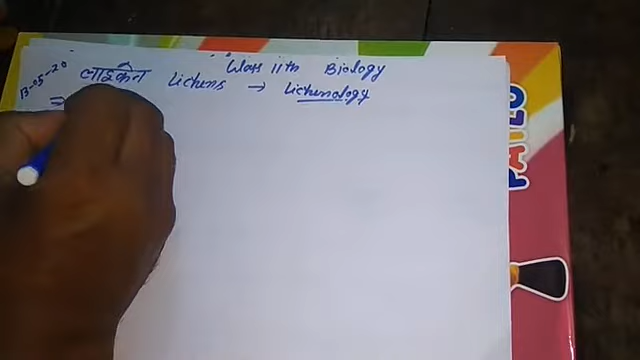 13-05-20
Class 11th Biology
लाइकेन Lichens → Lichenology
⇒